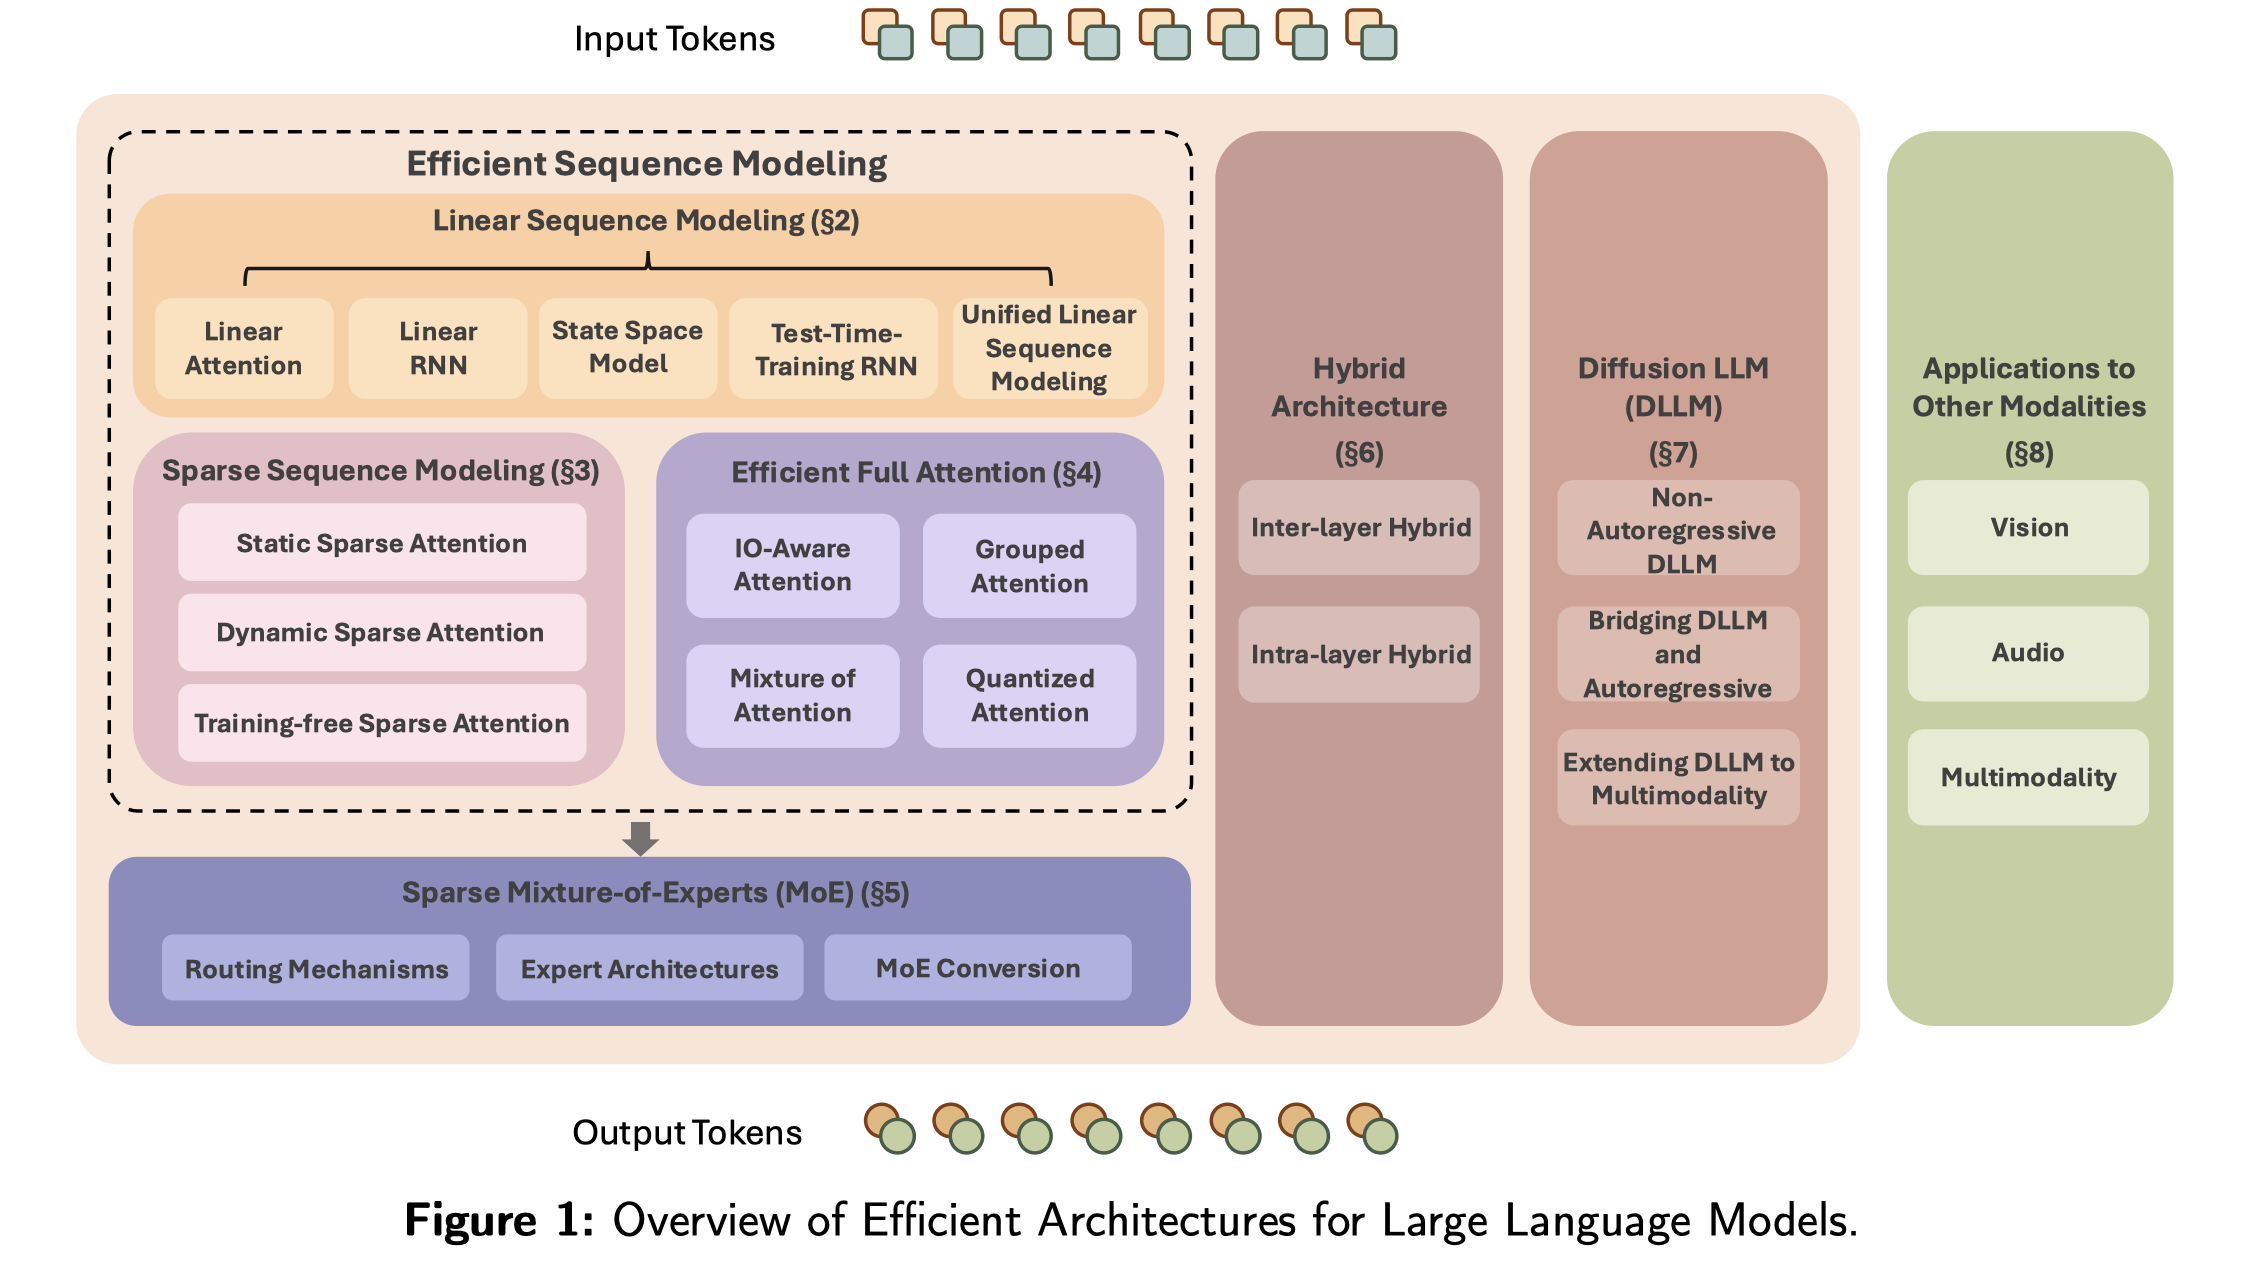 Input Tokens
Efficient Sequence Modeling
Linear Sequence Modeling (§2)
Linear
Attention
Linear
RNN
State Space
Model
Test-Time-
Training RNN
Unified Linear
Sequence
Modeling
Sparse Sequence Modeling (§3)
Static Sparse Attention
Dynamic Sparse Attention
Training-free Sparse Attention
Efficient Full Attention (§4)
IO-Aware
Attention
Grouped
Attention
Mixture of
Attention
Quantized
Attention
Sparse Mixture-of-Experts (MoE) (§5)
Routing Mechanisms
Expert Architectures
MoE Conversion
Hybrid
Architecture
(§6)
Inter-layer Hybrid
Intra-layer Hybrid
Diffusion LLM
(DLLM)
(§7)
Non-
Autoregressive
DLLM
Bridging DLLM
and
Autoregressive
Extending DLLM to
Multimodality
Applications to
Other Modalities
(§8)
Vision
Audio
Multimodality
Output Tokens
Figure 1: Overview of Efficient Architectures for Large Language Models.